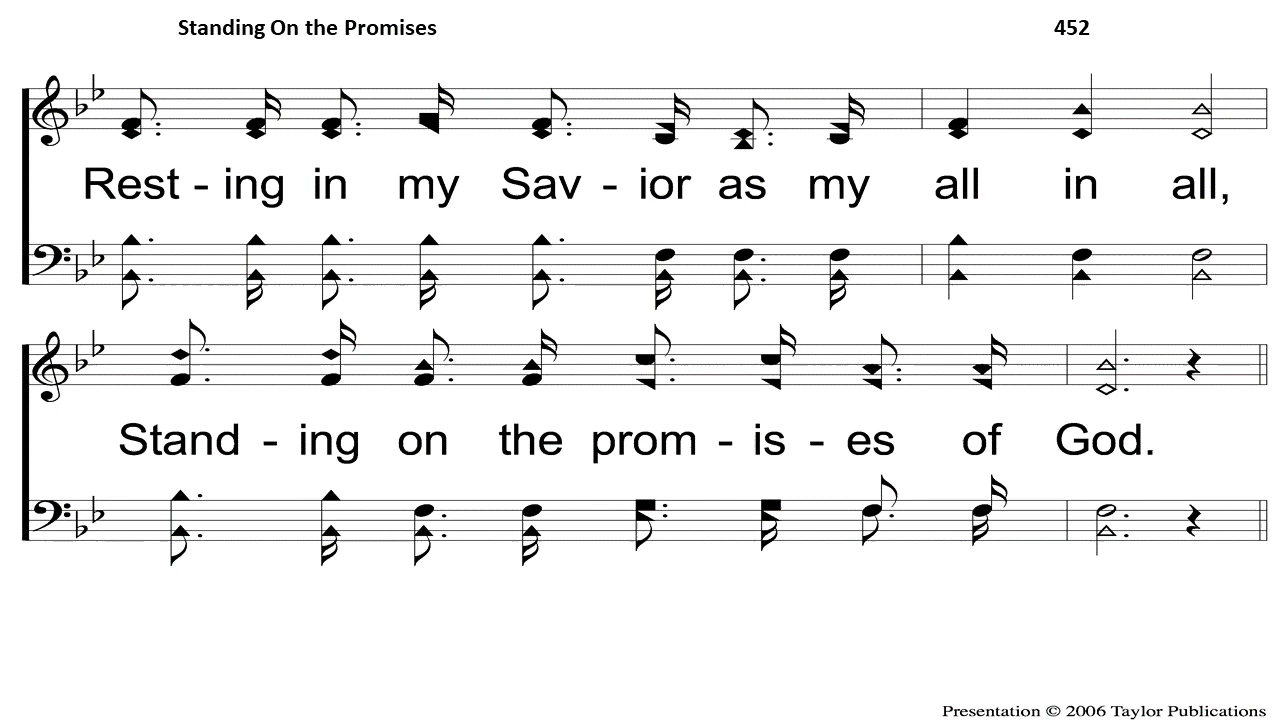 Standing On the Promises 452
Rest - ing in my Sav - ior as my all in all,
Stand - ing on the prom - is - es of God.
Presentation © 2006 Taylor Publications